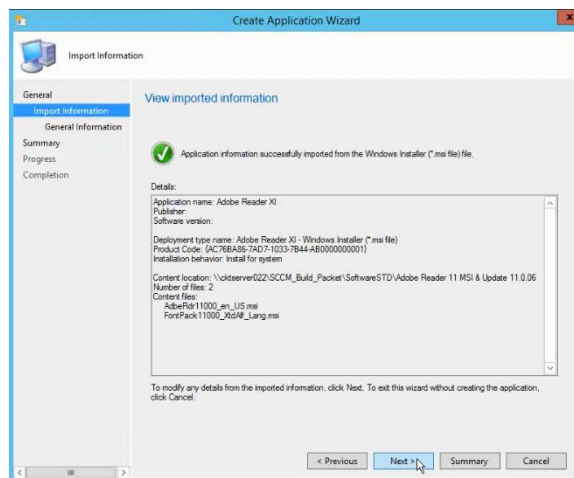 Create Application Wizard
x
Import Information
General
Import Information
General Information
Summary
Progress
Completion
View imported information
Application information successfully imported from the Windows Installer (*.msi file) file.
Details:
Application name: Adobe Reader XI
Publisher:
Software version:
Deployment type name: Adobe Reader XI - Windows Installer (*.msi file)
Product Code: {AC76BA86-7AD7-1033-7B44-AB0000000001}
Installation behavior: Install for system
Content location: \\cktserver022\SCCM_Build_Packet\SoftwareSTD\Adobe Reader 11 MSI & Update 11.0.06
Number of files: 2
Content files:
AdbeRdr11000_en_US.msi
FontPack11000_XtdAlf_Lang.msi
To modify any details from the imported information, click Next. To exit this wizard without creating the application,
click Cancel.
< Previous
Next >
Summary
Cancel